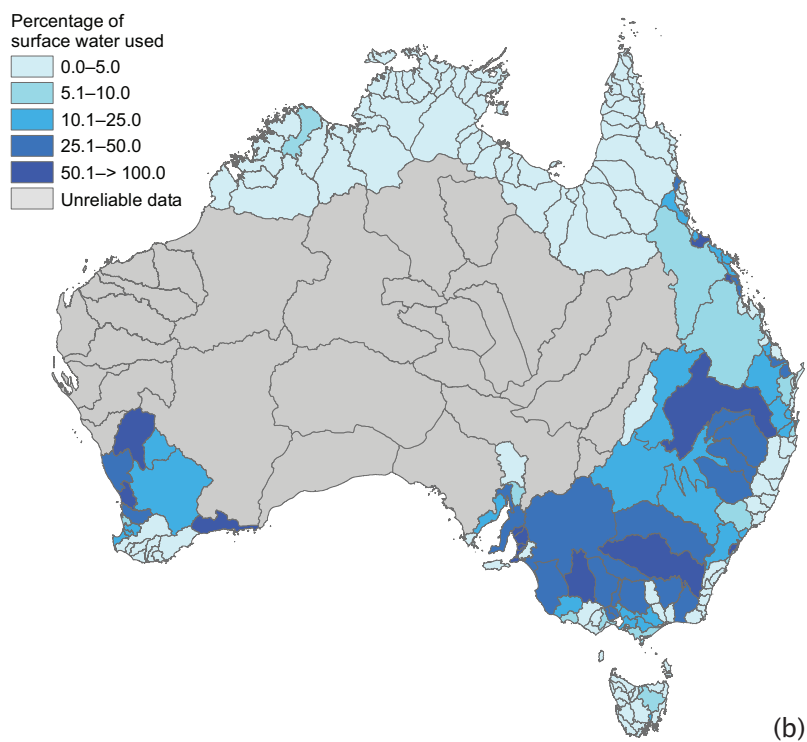 Percentage of
surface water used
0.0–5.0
5.1–10.0
10.1–25.0
25.1–50.0
50.1–> 100.0
Unreliable data
(b)